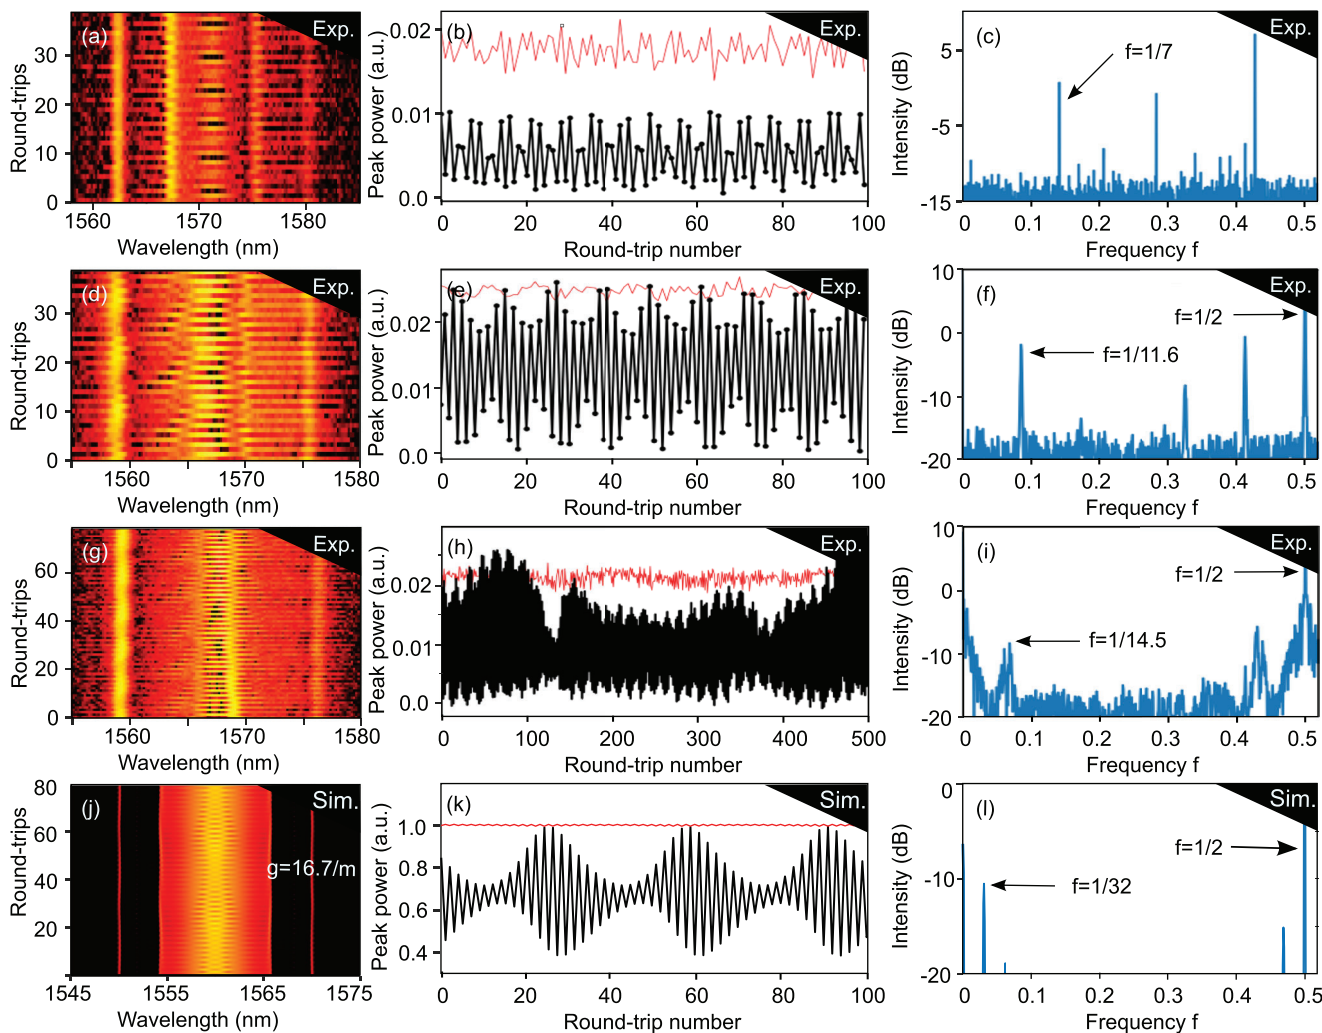 (a)
Exp.
Round-trips
30
20
10
0
1560
1570
1580
Wavelength (nm)
(b)
Exp.
Peak power (a.u.)
0.02
0.01
0.0
0
20
40
60
80
100
Round-trip number
(c)
Exp.
f=1/7
Intensity (dB)
5
-5
-15
0
0.1
0.2
0.3
0.4
0.5
Frequency f
(d)
Exp.
Round-trips
30
20
10
0
1560
1570
1580
Wavelength (nm)
(e)
Exp.
Peak power (a.u.)
0.02
0.01
0.0
0
20
40
60
80
100
Round-trip number
(f)
Exp.
f=1/2
f=1/11.6
Intensity (dB)
10
0
-10
-20
0
0.1
0.2
0.3
0.4
0.5
Frequency f
(g)
Exp.
Round-trips
60
40
20
0
1560
1570
1580
Wavelength (nm)
(h)
Exp.
Peak power (a.u.)
0.02
0.01
0.0
0
100
200
300
400
500
Round-trip number
(i)
Exp.
f=1/2
f=1/14.5
Intensity (dB)
10
0
-10
-20
0
0.1
0.2
0.3
0.4
0.5
Frequency f
(j)
Sim.
g=16.7/m
Round-trips
80
60
40
20
1545
1555
1565
1575
Wavelength (nm)
(k)
Sim.
Peak power (a.u.)
1.0
0.8
0.6
0.4
0
20
40
60
80
100
Round-trip number
(l)
Sim.
f=1/2
f=1/32
Intensity (dB)
0
-10
-20
0
0.1
0.2
0.3
0.4
0.5
Frequency f